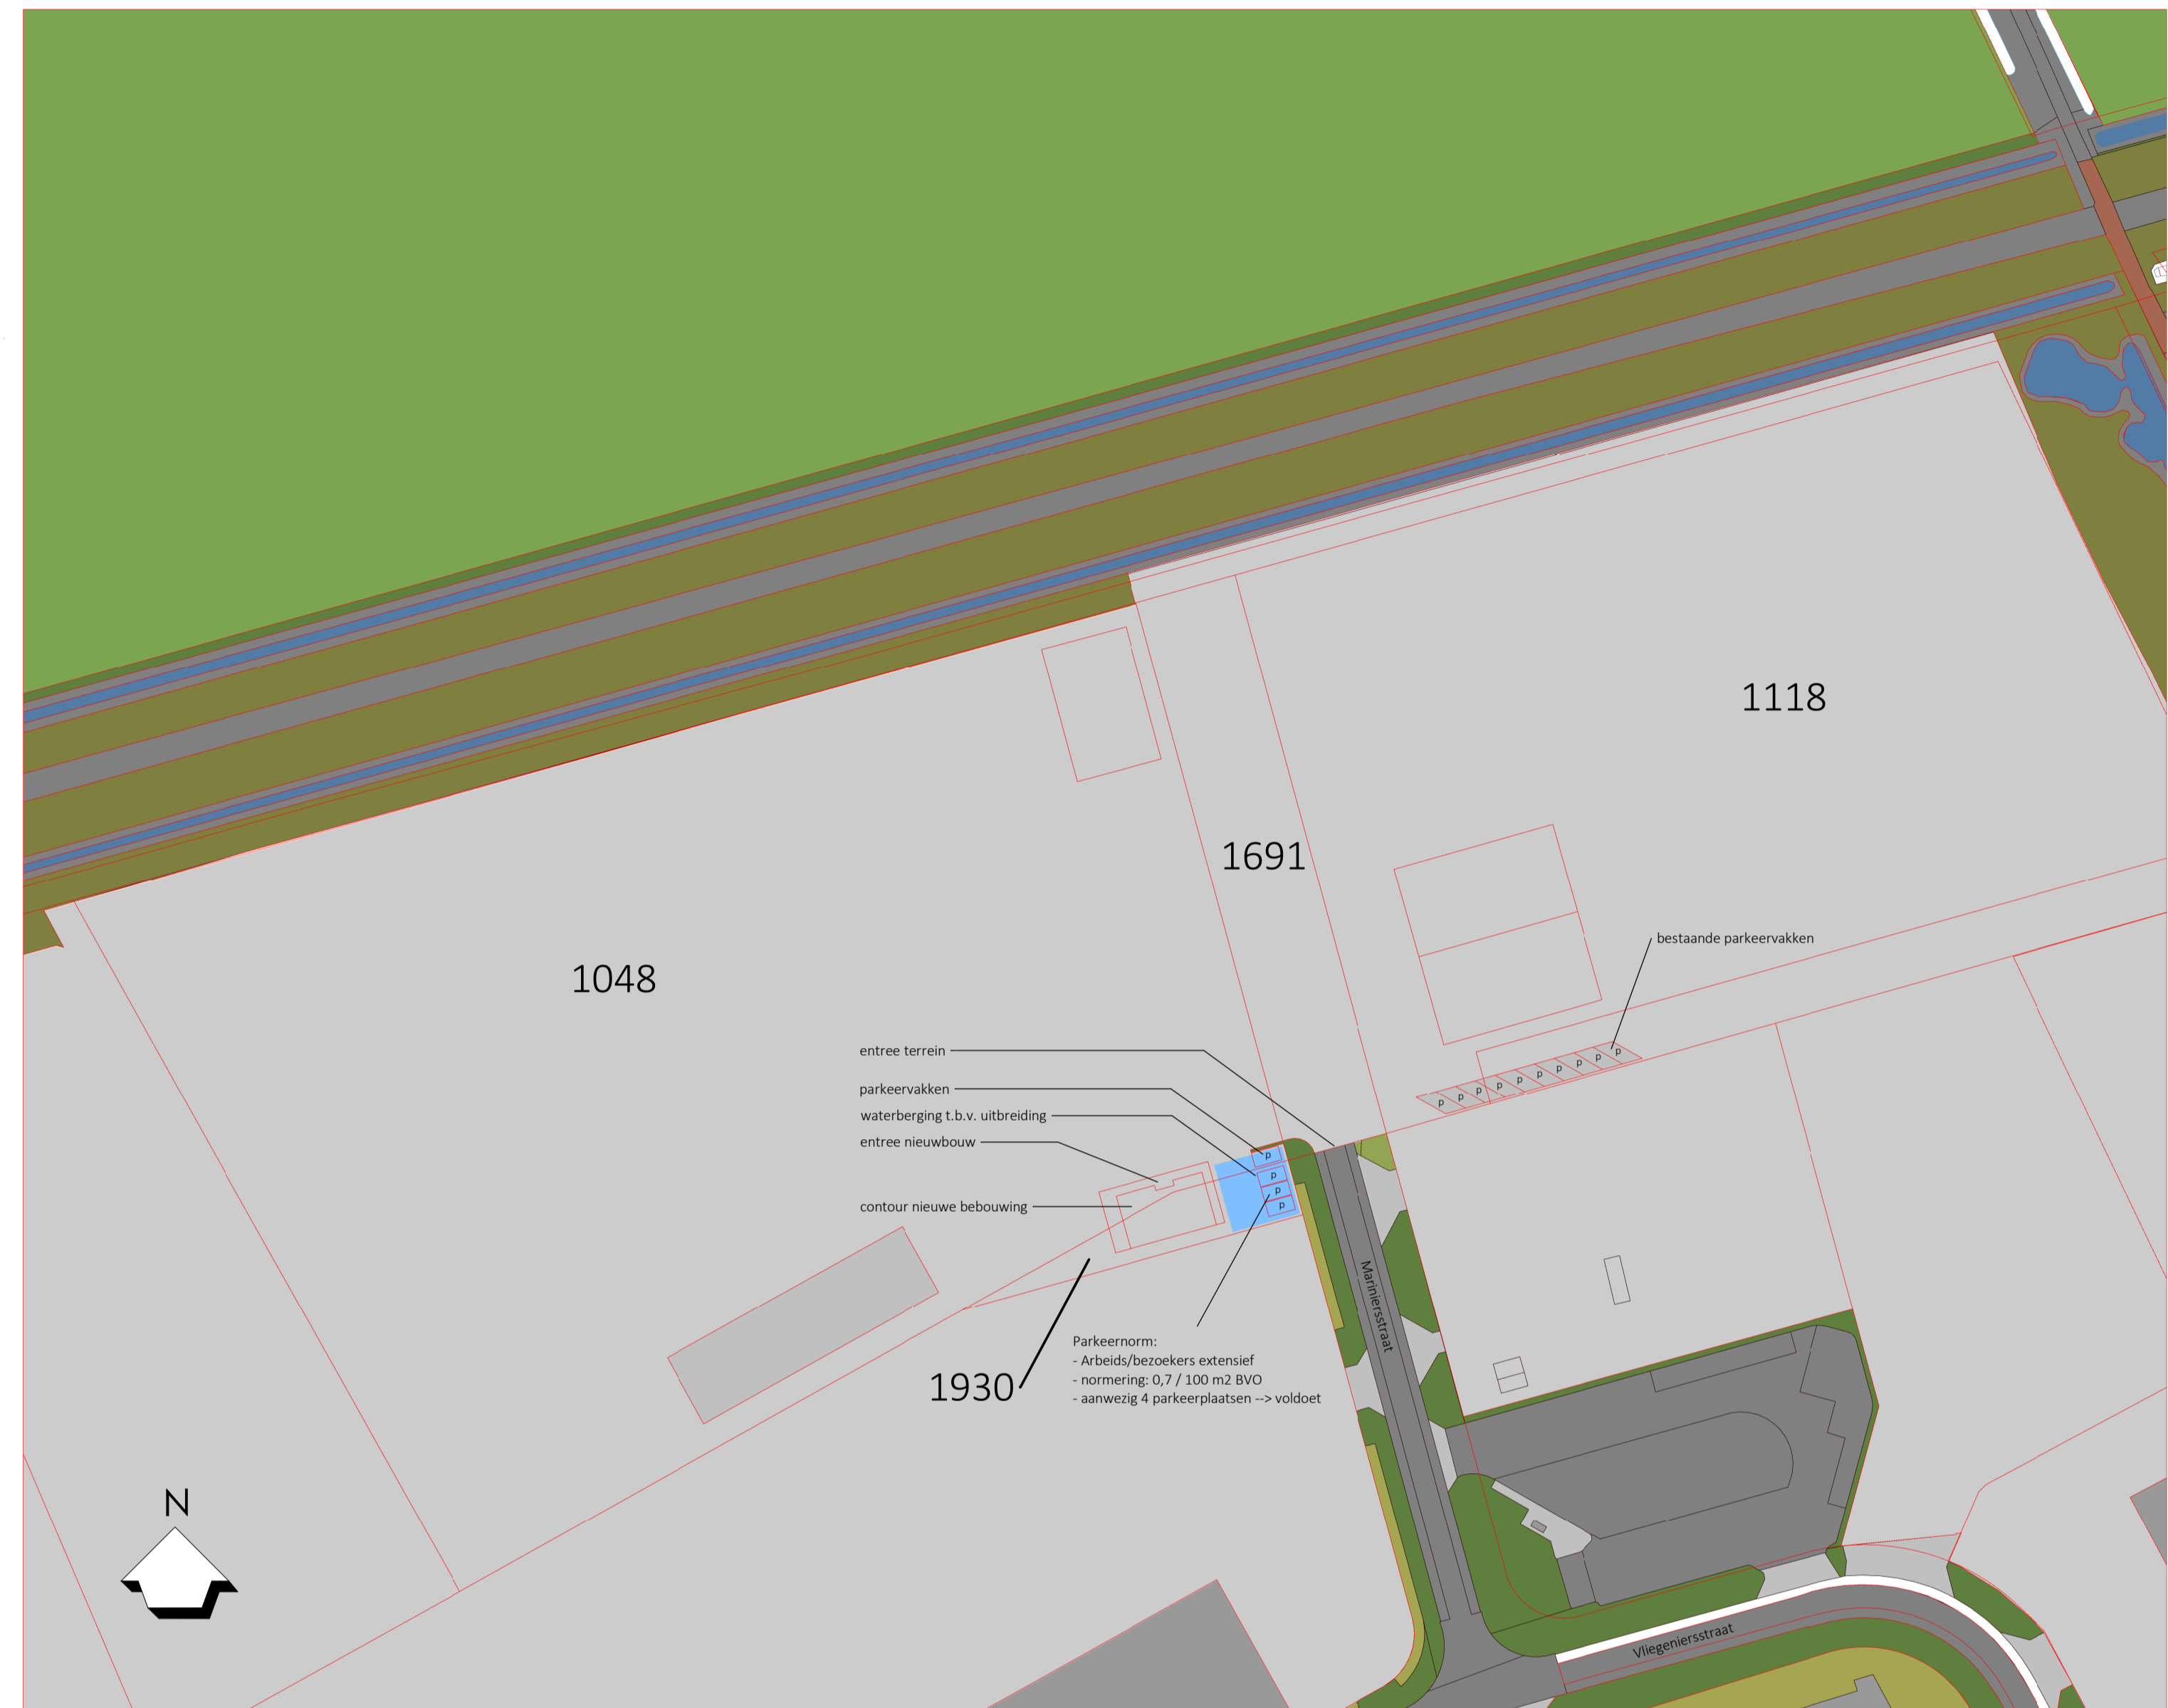 1118
1691
bestaande parkeervakken
1048
entree terrein
p p p p p p p p p p
parkeervakken
waterberging t.b.v. uitbreiding
entree nieuwbouw
p
p
p
p
contour nieuwe bebouwing
Mariniersstraat
Parkeernorm:
- Arbeids/bezoekers extensief
- normering: 0,7 / 100 m2 BVO
- aanwezig 4 parkeerplaatsen --> voldoet
1930
N
Vliegeniersstraat